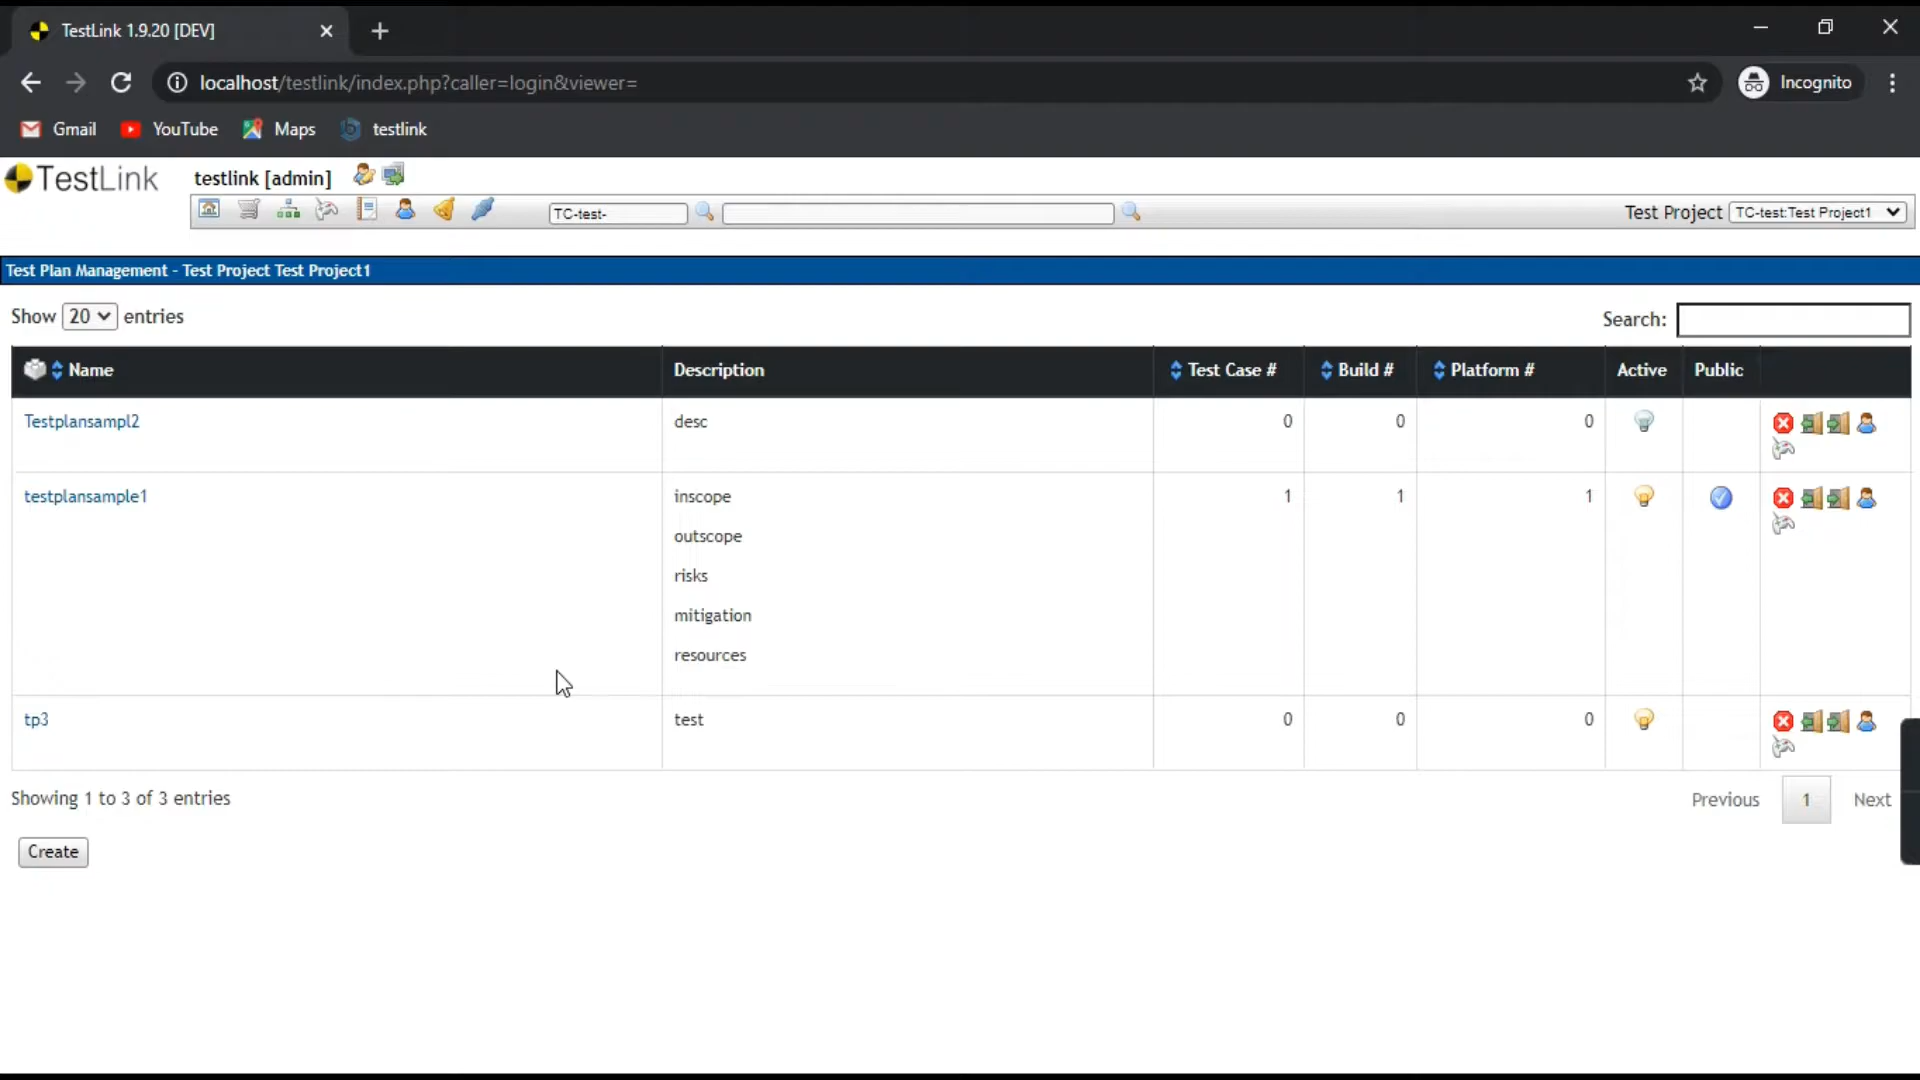 TestLink 1.9.20 [DEV]
localhost/testlink/index.php?caller=login&viewer=
Incognito
Gmail YouTube Maps testlink
TestLink testlink [admin]
TC-test- Test Project TC-test:Test Project1
Test Plan Management - Test Project Test Project1
Show 20 entries Search:
Name Description Test Case # Build # Platform # Active Public
Testplansampl2 desc 0 0 0
testplansample1 inscope 1 1 1
outscope
risks
mitigation
resources
tp3 test 0 0 0
Showing 1 to 3 of 3 entries Previous 1 Next
Create